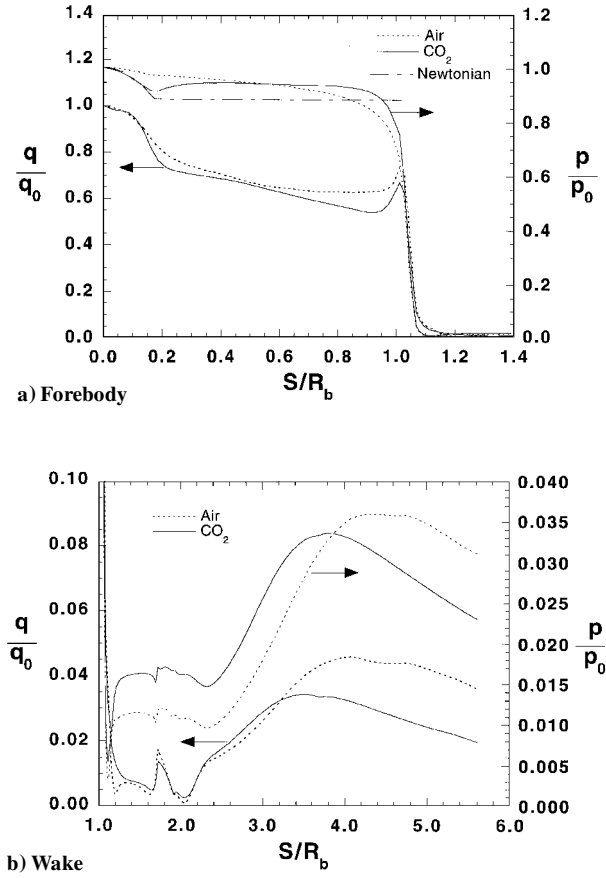 1.4
1.2
1.0
0.8
0.6
0.4
0.2
0.0
q
q0
1.2
1.0
0.8
0.6
0.4
0.2
0.0
p
p0
Air
CO2
Newtonian
0.0 0.2 0.4 0.6 0.8 1.0 1.2 1.4
S/Rb
a) Forebody
0.10
0.08
0.06
0.04
0.02
0.00
q
q0
0.040
0.035
0.030
0.025
0.020
0.015
0.010
0.005
0.000
p
p0
Air
CO2
1.0 2.0 3.0 4.0 5.0 6.0
S/Rb
b) Wake